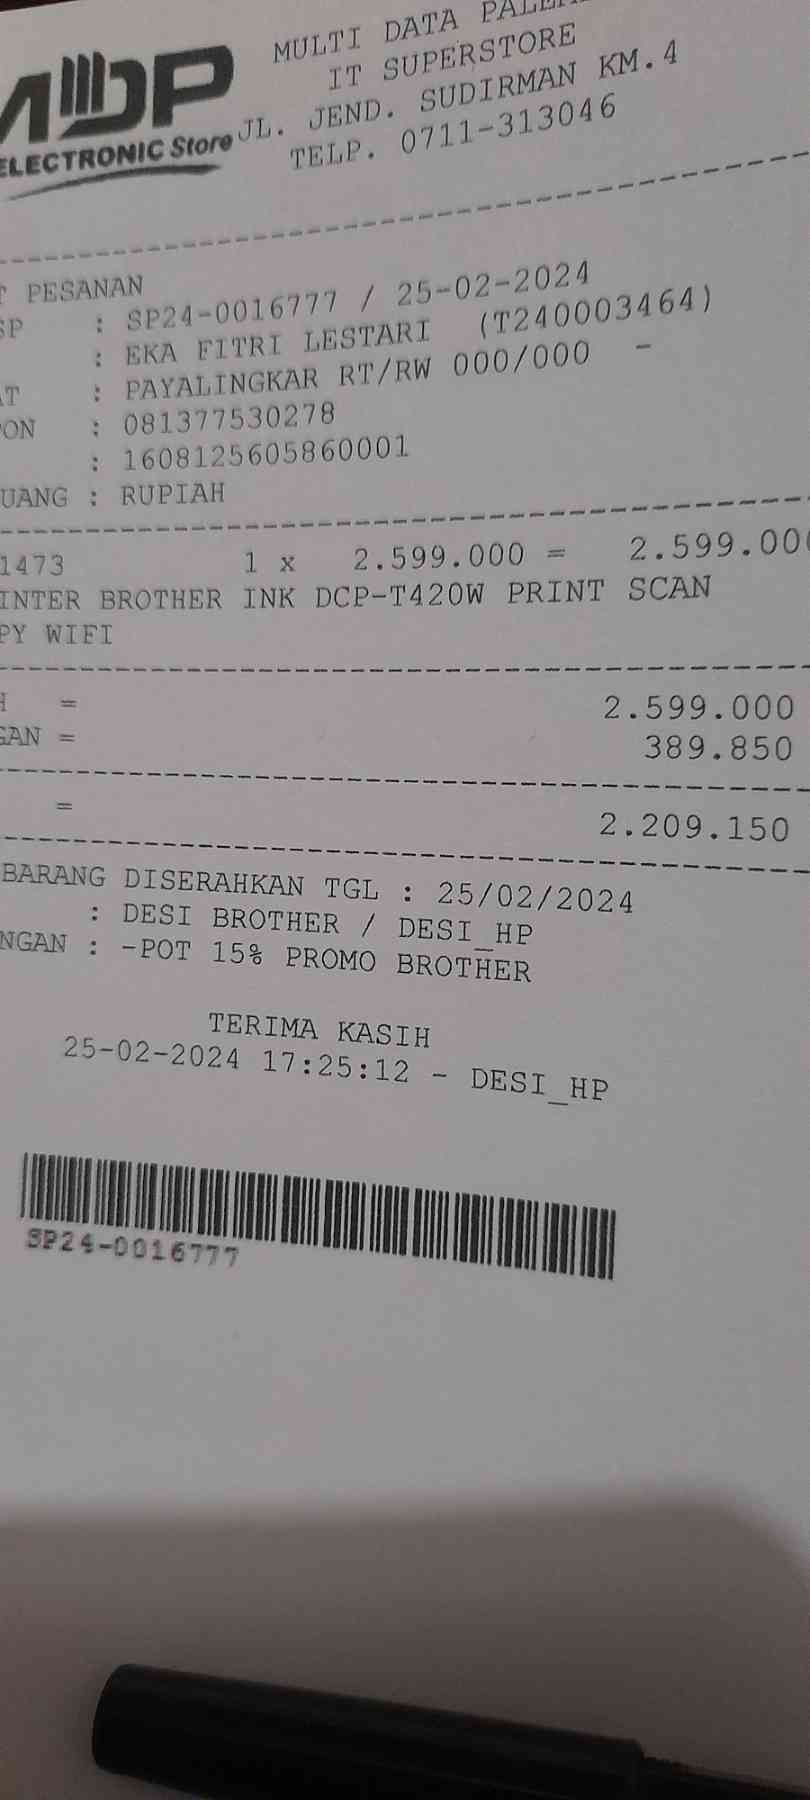 MDP
ELECTRONIC Store
MULTI DATA
IT SUPERSTORE
JL. JEND. SUDIRMAN KM.4
TELP. 0711-313046
PESANAN
SP : SP24-0016777 / 25-02-2024
: EKA FITRI LESTARI (T240003464)
AT : PAYALINGKAR RT/RW 000/000 -
ON : 081377530278
: 1608125605860001
UANG : RUPIAH
1473 1 x 2.599.000 = 2.599.00
INTER BROTHER INK DCP-T420W PRINT SCAN
PY WIFI
H = 2.599.000
GAN = 389.850
= 2.209.150
BARANG DISERAHKAN TGL : 25/02/2024
: DESI BROTHER / DESI_HP
NGAN : -POT 15% PROMO BROTHER
TERIMA KASIH
25-02-2024 17:25:12 - DESI_HP
SP24-0016777